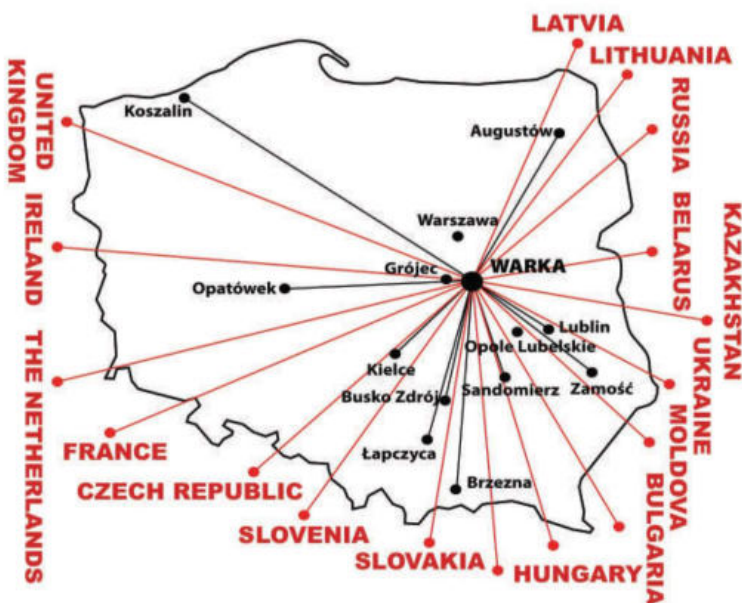 LATVIA
LITHUANIA
UNITED
KINGDOM
Koszalin
Augustów
RUSSIA
IRELAND
Warszawa
BELARUS
KAZAKHSTAN
Grójec
WARKA
Opatówek
Lublin
Opole Lubelskie
THE NETHERLANDS
Kielce
Sandomierz
Zamość
UKRAINE
Busko Zdrój
MOLDOVA
FRANCE
Łapczyca
BULGARIA
CZECH REPUBLIC
Brzezna
SLOVENIA
SLOVAKIA
HUNGARY